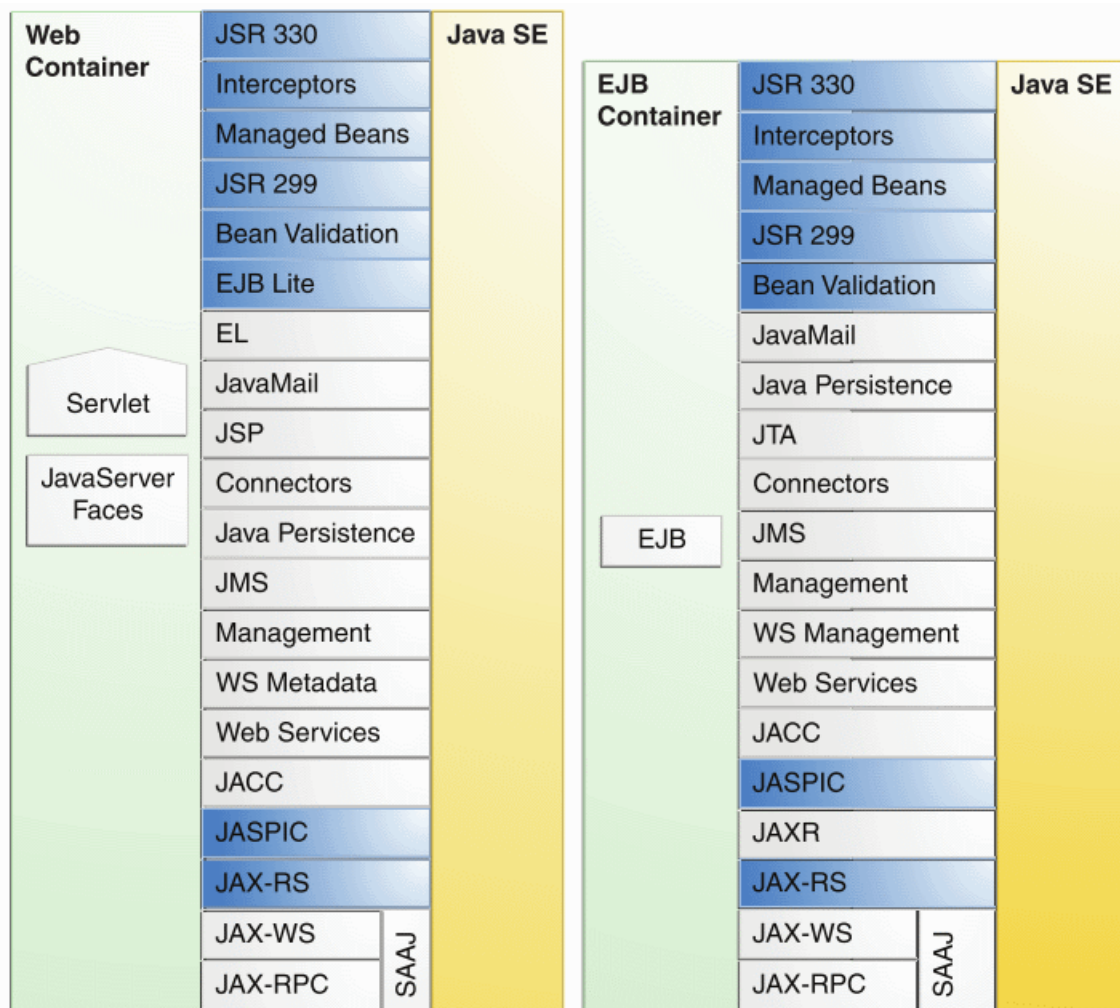 Web
Container
JSR 330
Interceptors
Managed Beans
JSR 299
Bean Validation
EJB Lite
EL
JavaMail
JSP
Connectors
Java Persistence
JMS
Management
WS Metadata
Web Services
JACC
JASPIC
JAX-RS
JAX-WS
JAX-RPC
SAAJ
Servlet
JavaServer
Faces
Java SE
EJB
Container
JSR 330
Interceptors
Managed Beans
JSR 299
Bean Validation
JavaMail
Java Persistence
JTA
Connectors
JMS
Management
WS Management
Web Services
JACC
JASPIC
JAXR
JAX-RS
JAX-WS
JAX-RPC
SAAJ
EJB
Java SE